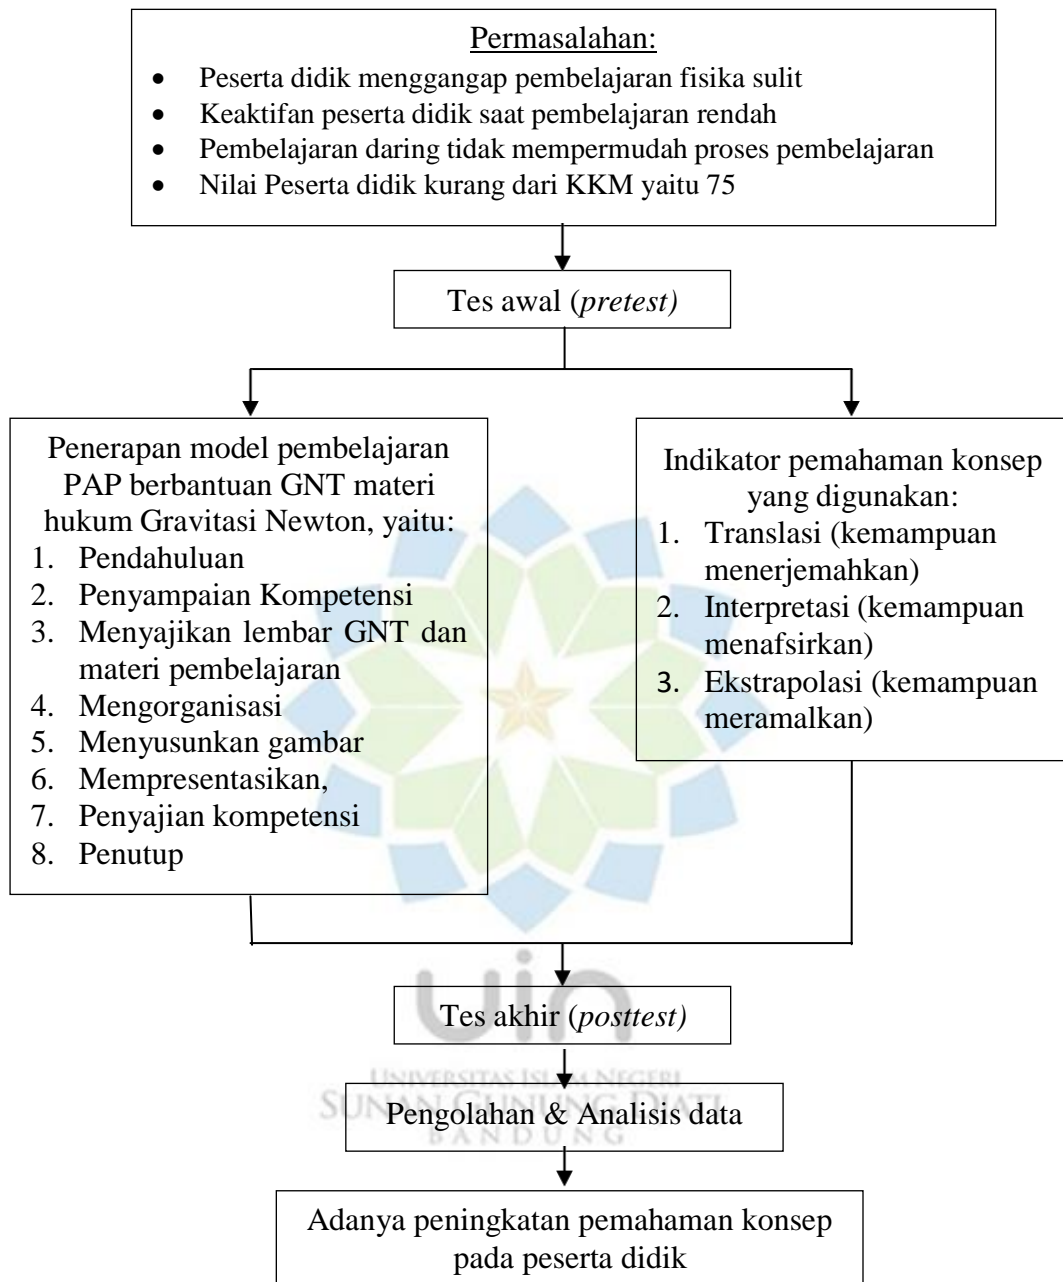 Permasalahan:
• Peserta didik menggangap pembelajaran fisika sulit
• Keaktifan peserta didik saat pembelajaran rendah
• Pembelajaran daring tidak mempermudah proses pembelajaran
• Nilai Peserta didik kurang dari KKM yaitu 75
Tes awal (pretest)
Penerapan model pembelajaran
PAP berbantuan GNT materi
hukum Gravitasi Newton, yaitu:
1. Pendahuluan
2. Penyampaian Kompetensi
3. Menyajikan lembar GNT dan
materi pembelajaran
4. Mengorganisasi
5. Menyusunkan gambar
6. Mempresentasikan,
7. Penyajian kompetensi
8. Penutup
Indikator pemahaman konsep
yang digunakan:
1. Translasi (kemampuan
menerjemahkan)
2. Interpretasi (kemampuan
menafsirkan)
3. Ekstrapolasi (kemampuan
meramalkan)
uin
Tes akhir (posttest)
UNIVERSITAS ISLAM NEGERI
SUNAN GUNUNG DJATI
BANDUNG
Pengolahan & Analisis data
Adanya peningkatan pemahaman konsep
pada peserta didik